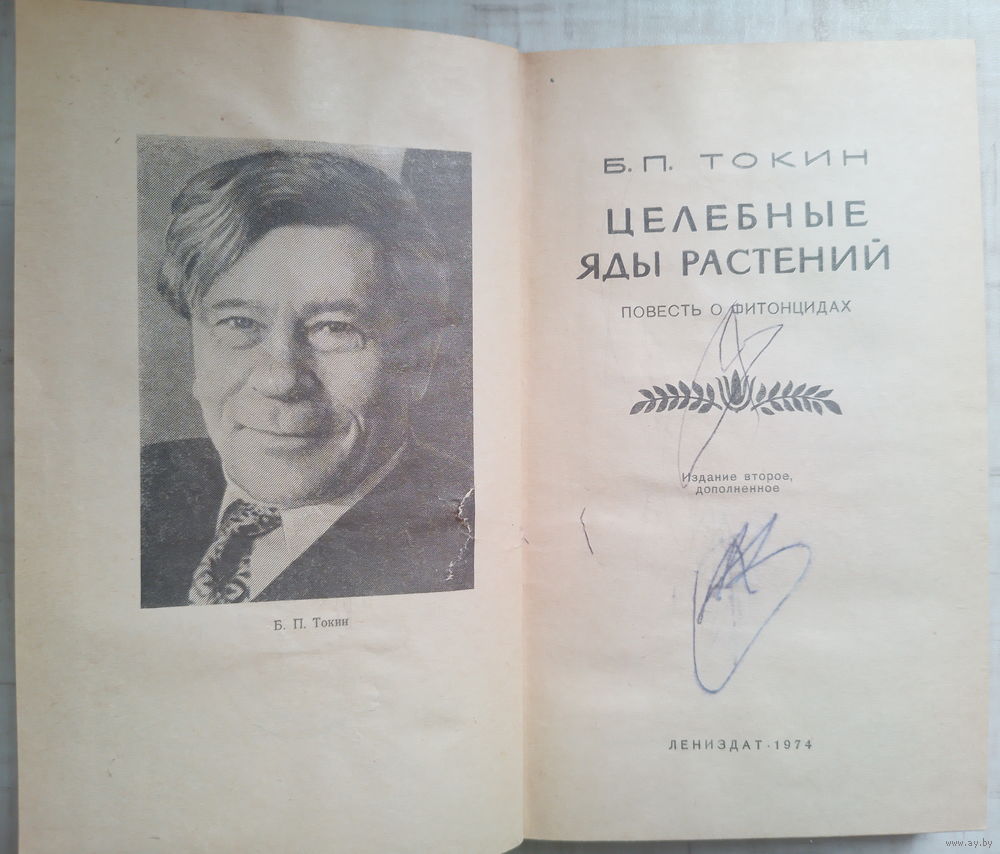 Б. П. Токин
Б. П. ТОКИН
ЦЕЛЕБНЫЕ
ЯДЫ РАСТЕНИЙ
ПОВЕСТЬ О ФИТОНЦИДАХ
Издание второе,
дополненное
ЛЕНИЗДАТ·1974
www.ay.by